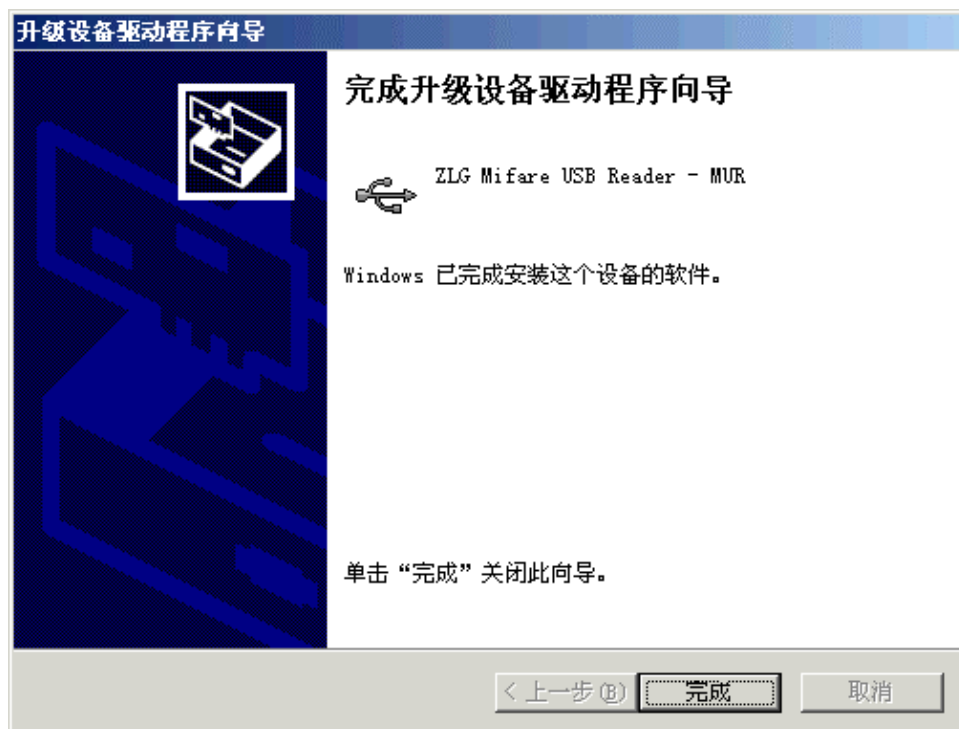 升级设备驱动程序向导
完成升级设备驱动程序向导
ZLG Mifare USB Reader - MUR
Windows 已完成安装这个设备的软件。
单击“完成”关闭此向导。
< 上一步(B)
完成
取消